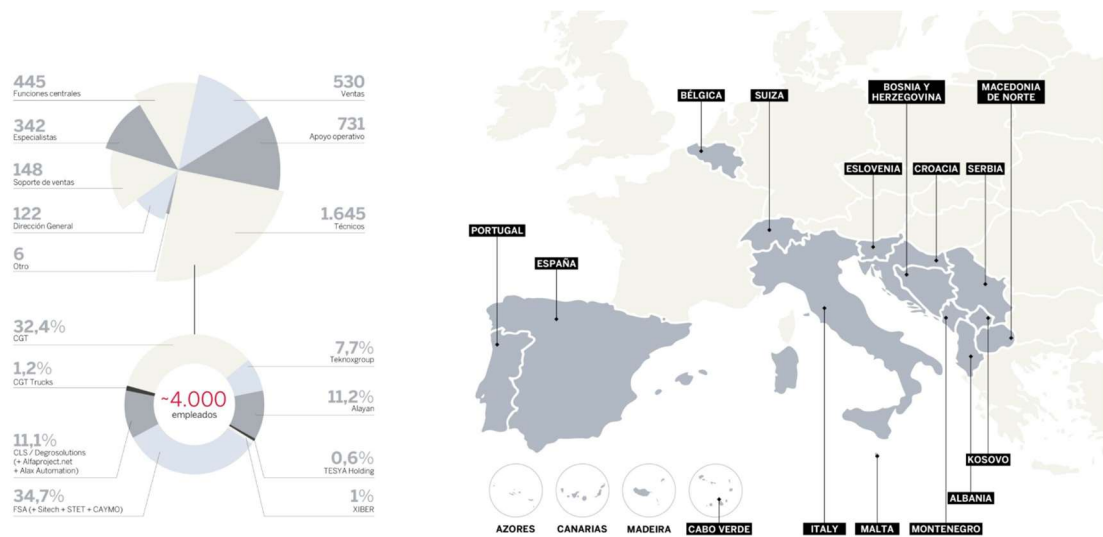 445
Funciones centrales
342
Especialistas
148
Soporte de ventas
122
Dirección General
6
Otro
530
Ventas
731
Apoyo operativo
1.645
Técnicos
32,4%
CGT
1,2%
CGT Trucks
11,1%
CLS / Degrosolutions
(+ Alfaproject.net
+ Alax Automation)
34,7%
FSA (+ Sitech + STET + CAYMO)
~4.000
empleados
7,7%
Teknoxgroup
11,2%
Alayan
0,6%
TESYA Holding
1%
XIBER
BÉLGICA
SUIZA
BOSNIA Y
HERZEGOVINA
MACEDONIA
DE NORTE
ESLOVENIA
CROACIA
SERBIA
PORTUGAL
ESPAÑA
KOSOVO
ALBANIA
AZORES
CANARIAS
MADEIRA
CABO VERDE
ITALY
MALTA
MONTENEGRO